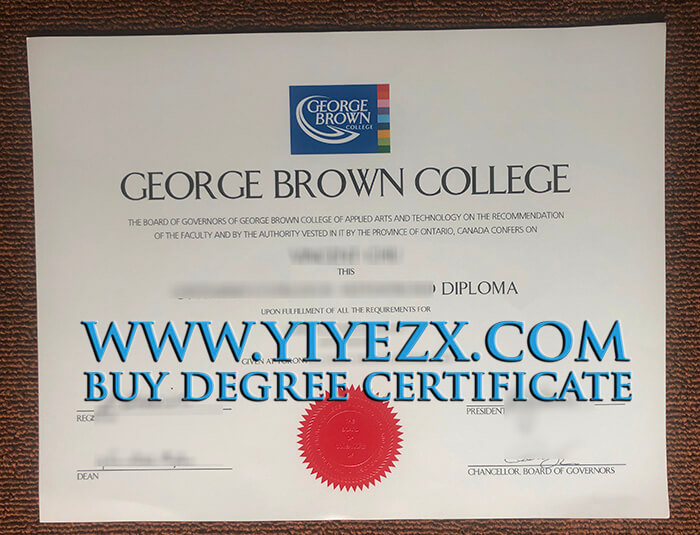 GEORGE
BROWN
COLLEGE
GEORGE BROWN COLLEGE
THE BOARD OF GOVERNORS OF GEORGE BROWN COLLEGE OF APPLIED ARTS AND TECHNOLOGY ON THE RECOMMENDATION
OF THE FACULTY AND BY THE AUTHORITY VESTED IN IT BY THE PROVINCE OF ONTARIO, CANADA CONFERS ON
THIS
DIPLOMA
UPON FULFILLMENT OF ALL THE REQUIREMENTS FOR
WWW.YIYEZX.COM
GIVEN AT
BUY DEGREE CERTIFICATE
PRESIDENT
DEAN
CHANCELLOR, BOARD OF GOVERNORS